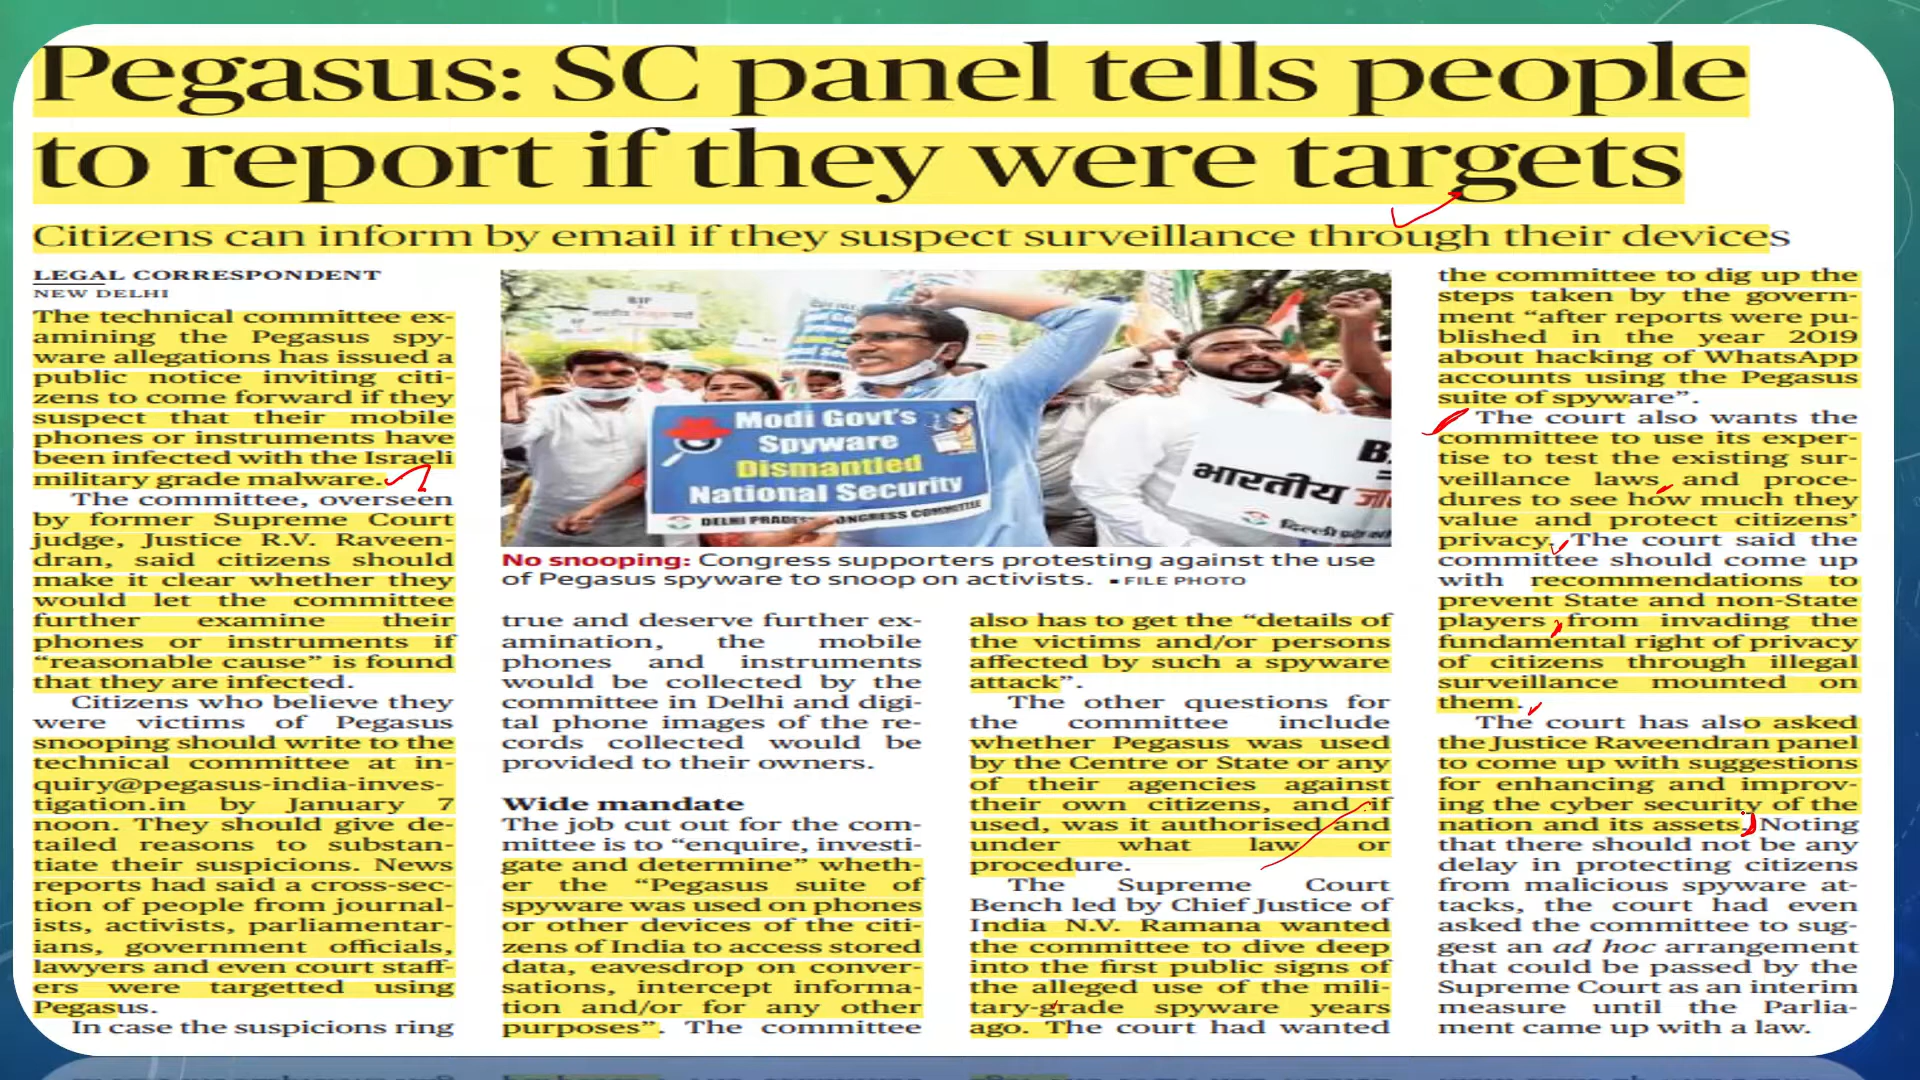 Pegasus: SC panel tells people
to report if they were targets
Citizens can inform by email if they suspect surveillance through their devices
LEGAL CORRESPONDENT
NEW DELHI
The technical committee ex-
amining the Pegasus spy-
ware allegations has issued a
public notice inviting citi-
zens to come forward if they
suspect that their mobile
phones or instruments have
been infected with the Israeli
military grade malware.
The committee, overseen
by former Supreme Court
judge, Justice R.V. Raveen-
dran, said citizens should
make it clear whether they
would let the committee
further examine their
phones or instruments if
“reasonable cause” is found
that they are infected.
Citizens who believe they
were victims of Pegasus
snooping should write to the
technical committee at in-
quiry@pegasus-india-inves-
tigation.in by January 7
noon. They should give de-
tailed reasons to substan-
tiate their suspicions. News
reports had said a cross-sec-
tion of people from journal-
ists, activists, parliamentar-
ians, government officials,
lawyers and even court staff-
ers were targetted using
Pegasus.
In case the suspicions ring
Modi Govt's
Spyware
Dismantled
National Security
DELHI PRADESH CONGRESS COMMITTEE
भारतीय
No snooping: Congress supporters protesting against the use
of Pegasus spyware to snoop on activists. ▪ FILE PHOTO
true and deserve further ex-
amination, the mobile
phones and instruments
would be collected by the
committee in Delhi and digi-
tal phone images of the re-
cords collected would be
provided to their owners.
Wide mandate
The job cut out for the com-
mittee is to “enquire, investi-
gate and determine” wheth-
er the “Pegasus suite of
spyware was used on phones
or other devices of the citi-
zens of India to access stored
data, eavesdrop on conver-
sations, intercept informa-
tion and/or for any other
purposes”. The committee
also has to get the “details of
the victims and/or persons
affected by such a spyware
attack”.
The other questions for
the committee include
whether Pegasus was used
by the Centre or State or any
of their agencies against
their own citizens, and if
used, was it authorised and
under what law or
procedure.
The Supreme Court
Bench led by Chief Justice of
India N.V. Ramana wanted
the committee to dive deep
into the first public signs of
the alleged use of the mili-
tary-grade spyware years
ago. The court had wanted
the committee to dig up the
steps taken by the govern-
ment “after reports were pu-
blished in the year 2019
about hacking of WhatsApp
accounts using the Pegasus
suite of spyware”.
The court also wants the
committee to use its exper-
tise to test the existing sur-
veillance laws and proce-
dures to see how much they
value and protect citizens’
privacy. The court said the
committee should come up
with recommendations to
prevent State and non-State
players from invading the
fundamental right of privacy
of citizens through illegal
surveillance mounted on
them.
The court has also asked
the Justice Raveendran panel
to come up with suggestions
for enhancing and improv-
ing the cyber security of the
nation and its assets. Noting
that there should not be any
delay in protecting citizens
from malicious spyware at-
tacks, the court had even
asked the committee to sug-
gest an ad hoc arrangement
that could be passed by the
Supreme Court as an interim
measure until the Parlia-
ment came up with a law.